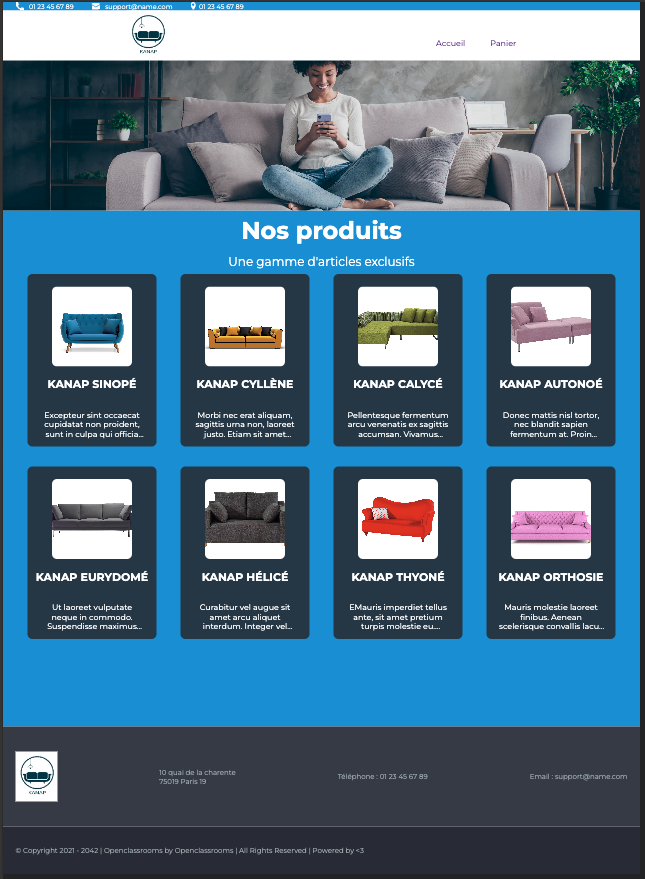 01 23 45 67 89 support@name.com 01 23 45 67 89
KANAP
Accueil Panier
Nos produits
Une gamme d'articles exclusifs
KANAP SINOPÉ
Excepteur sint occaecat
cupidatat non proident,
sunt in culpa qui officia...
KANAP CYLLÈNE
Morbi nec erat aliquam,
sagittis urna non, laoreet
justo. Etiam sit amet...
KANAP CALYCÉ
Pellentesque fermentum
arcu venenatis ex sagittis
accumsan. Vivamus...
KANAP AUTONOÉ
Donec mattis nisl tortor,
nec blandit sapien
fermentum at. Proin...
KANAP EURYDOMÉ
Ut laoreet vulputate
neque in commodo.
Suspendisse maximus...
KANAP HÉLICÉ
Curabitur vel augue sit
amet arcu aliquet
interdum. Integer vel...
KANAP THYONÉ
EMauris imperdiet tellus
ante, sit amet pretium
turpis molestie eu....
KANAP ORTHOSIE
Mauris molestie laoreet
finibus. Aenean
scelerisque convallis lacu...
KANAP
10 quai de la charente
75019 Paris 19
Téléphone : 01 23 45 67 89
Email : support@name.com
© Copyright 2021 - 2042 | Openclassrooms by Openclassrooms | All Rights Reserved | Powered by <3